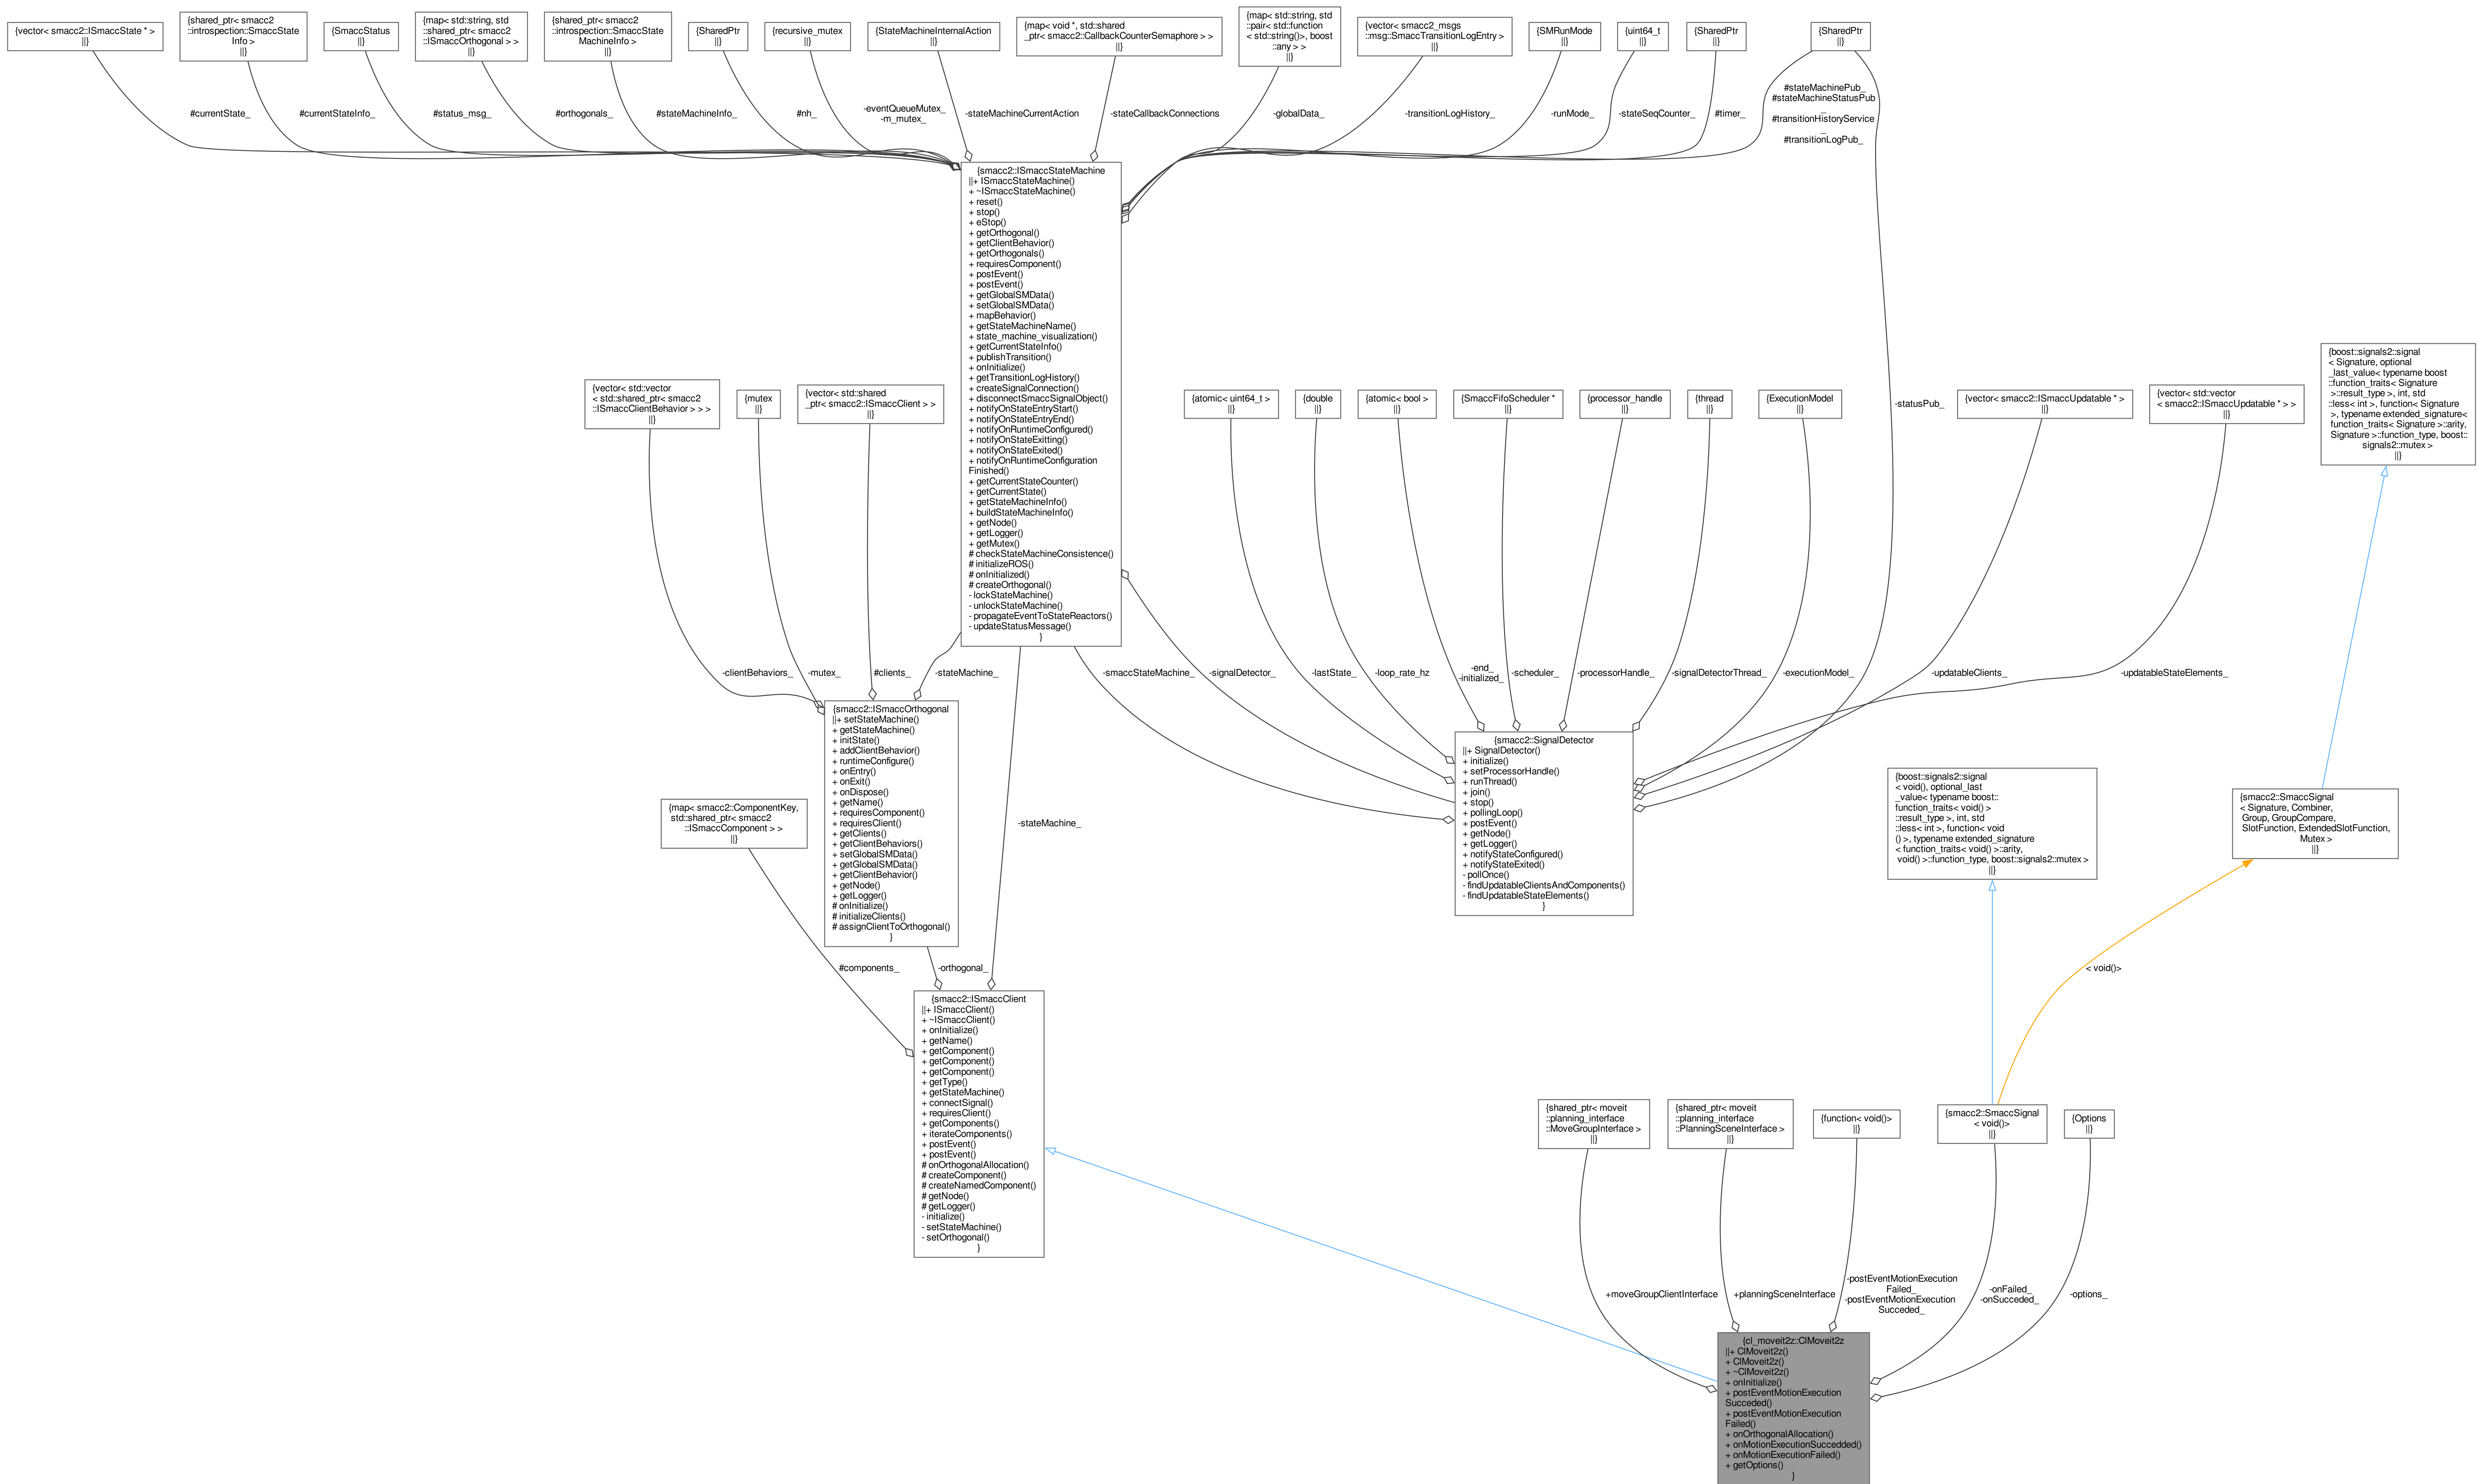 {vector< smacc2::ISmaccState * >
||}
{shared_ptr< smacc2
::introspection::SmaccState
Info >
||}
{SmaccStatus
||}
{map< std::string, std
::shared_ptr< smacc2
::ISmaccOrthogonal > >
||}
{shared_ptr< smacc2
::introspection::SmaccState
MachineInfo >
||}
{SharedPtr
||}
{recursive_mutex
||}
{StateMachineInternalAction
||}
{map< void *, std::shared
_ptr< smacc2::CallbackCounterSemaphore > >
||}
{map< std::string, std
::pair< std::function
< std::string()>, boost
::any > >
||}
{vector< smacc2_msgs
::msg::SmaccTransitionLogEntry >
||}
{SMRunMode
||}
{uint64_t
||}
{SharedPtr
||}
{SharedPtr
||}
#currentState_
#currentStateInfo_
#status_msg_
#orthogonals_
#stateMachineInfo_
#nh_
-eventQueueMutex_
-m_mutex_
-stateMachineCurrentAction
-stateCallbackConnections
-globalData_
-transitionLogHistory_
-runMode_
-stateSeqCounter_
#timer_
#stateMachinePub_
#stateMachineStatusPub
_
#transitionHistoryService
_
#transitionLogPub_
{smacc2::ISmaccStateMachine
||+ ISmaccStateMachine()
+ ~ISmaccStateMachine()
+ reset()
+ stop()
+ eStop()
+ getOrthogonal()
+ getClientBehavior()
+ getOrthogonals()
+ requiresComponent()
+ postEvent()
+ postEvent()
+ getGlobalSMData()
+ setGlobalSMData()
+ mapBehavior()
+ getStateMachineName()
+ state_machine_visualization()
+ getCurrentStateInfo()
+ publishTransition()
+ onInitialize()
+ getTransitionLogHistory()
+ createSignalConnection()
+ disconnectSmaccSignalObject()
+ notifyOnStateEntryStart()
+ notifyOnStateEntryEnd()
+ notifyOnRuntimeConfigured()
+ notifyOnStateExitting()
+ notifyOnStateExited()
+ notifyOnRuntimeConfiguration
Finished()
+ getCurrentStateCounter()
+ getCurrentState()
+ getStateMachineInfo()
+ buildStateMachineInfo()
+ getNode()
+ getLogger()
+ getMutex()
# checkStateMachineConsistence()
# initializeROS()
# onInitialized()
# createOrthogonal()
- lockStateMachine()
- unlockStateMachine()
- propagateEventToStateReactors()
- updateStatusMessage()
}
{vector< std::vector
< std::shared_ptr< smacc2
::ISmaccClientBehavior > > >
||}
{mutex
||}
{vector< std::shared
_ptr< smacc2::ISmaccClient > >
||}
{atomic< uint64_t >
||}
{double
||}
{atomic< bool >
||}
{SmaccFifoScheduler *
||}
{processor_handle
||}
{thread
||}
{ExecutionModel
||}
-statusPub_
{vector< smacc2::ISmaccUpdatable * >
||}
{vector< std::vector
< smacc2::ISmaccUpdatable * > >
||}
{boost::signals2::signal
< Signature, optional
_last_value< typename boost
::function_traits< Signature
>::result_type >, int, std
::less< int >, function< Signature
>, typename extended_signature<
function_traits< Signature >::arity,
Signature >::function_type, boost::
signals2::mutex >
||}
-clientBehaviors_
-mutex_
#clients_
-stateMachine_
-smaccStateMachine_
-signalDetector_
-lastState_
-loop_rate_hz
-end_
-initialized_
-scheduler_
-processorHandle_
-signalDetectorThread_
-executionModel_
-updatableClients_
-updatableStateElements_
{smacc2::ISmaccOrthogonal
||+ setStateMachine()
+ getStateMachine()
+ initState()
+ addClientBehavior()
+ runtimeConfigure()
+ onEntry()
+ onExit()
+ onDispose()
+ getName()
+ requiresComponent()
+ requiresClient()
+ getClients()
+ getClientBehaviors()
+ setGlobalSMData()
+ getGlobalSMData()
+ getClientBehavior()
+ getNode()
+ getLogger()
# onInitialize()
# initializeClients()
# assignClientToOrthogonal()
}
{smacc2::SignalDetector
||+ SignalDetector()
+ initialize()
+ setProcessorHandle()
+ runThread()
+ join()
+ stop()
+ pollingLoop()
+ postEvent()
+ getNode()
+ getLogger()
+ notifyStateConfigured()
+ notifyStateExited()
- pollOnce()
- findUpdatableClientsAndComponents()
- findUpdatableStateElements()
}
{map< smacc2::ComponentKey,
std::shared_ptr< smacc2
::ISmaccComponent > >
||}
-stateMachine_
{boost::signals2::signal
< void(), optional_last
_value< typename boost::
function_traits< void() >
::result_type >, int, std
::less< int >, function< void
() >, typename extended_signature
< function_traits< void() >::arity,
void() >::function_type, boost::signals2::mutex >
||}
{smacc2::SmaccSignal
< Signature, Combiner,
Group, GroupCompare,
SlotFunction, ExtendedSlotFunction,
Mutex >
||}
#components_
-orthogonal_
< void()>
{smacc2::ISmaccClient
||+ ISmaccClient()
+ ~ISmaccClient()
+ onInitialize()
+ getName()
+ getComponent()
+ getComponent()
+ getComponent()
+ getType()
+ getStateMachine()
+ connectSignal()
+ requiresClient()
+ getComponents()
+ iterateComponents()
+ postEvent()
+ postEvent()
# onOrthogonalAllocation()
# createComponent()
# createNamedComponent()
# getNode()
# getLogger()
- initialize()
- setStateMachine()
- setOrthogonal()
}
{shared_ptr< moveit
::planning_interface
::MoveGroupInterface >
||}
{shared_ptr< moveit
::planning_interface
::PlanningSceneInterface >
||}
{function< void()>
||}
{smacc2::SmaccSignal
< void()>
||}
{Options
||}
+moveGroupClientInterface
+planningSceneInterface
-postEventMotionExecution
Failed_
-postEventMotionExecution
Succeded_
-onFailed_
-onSucceded_
-options_
{cl_moveit2z::ClMoveit2z
||+ ClMoveit2z()
+ ClMoveit2z()
+ ~ClMoveit2z()
+ onInitialize()
+ postEventMotionExecution
Succeded()
+ postEventMotionExecution
Failed()
+ onOrthogonalAllocation()
+ onMotionExecutionSuccedded()
+ onMotionExecutionFailed()
+ getOptions()
}